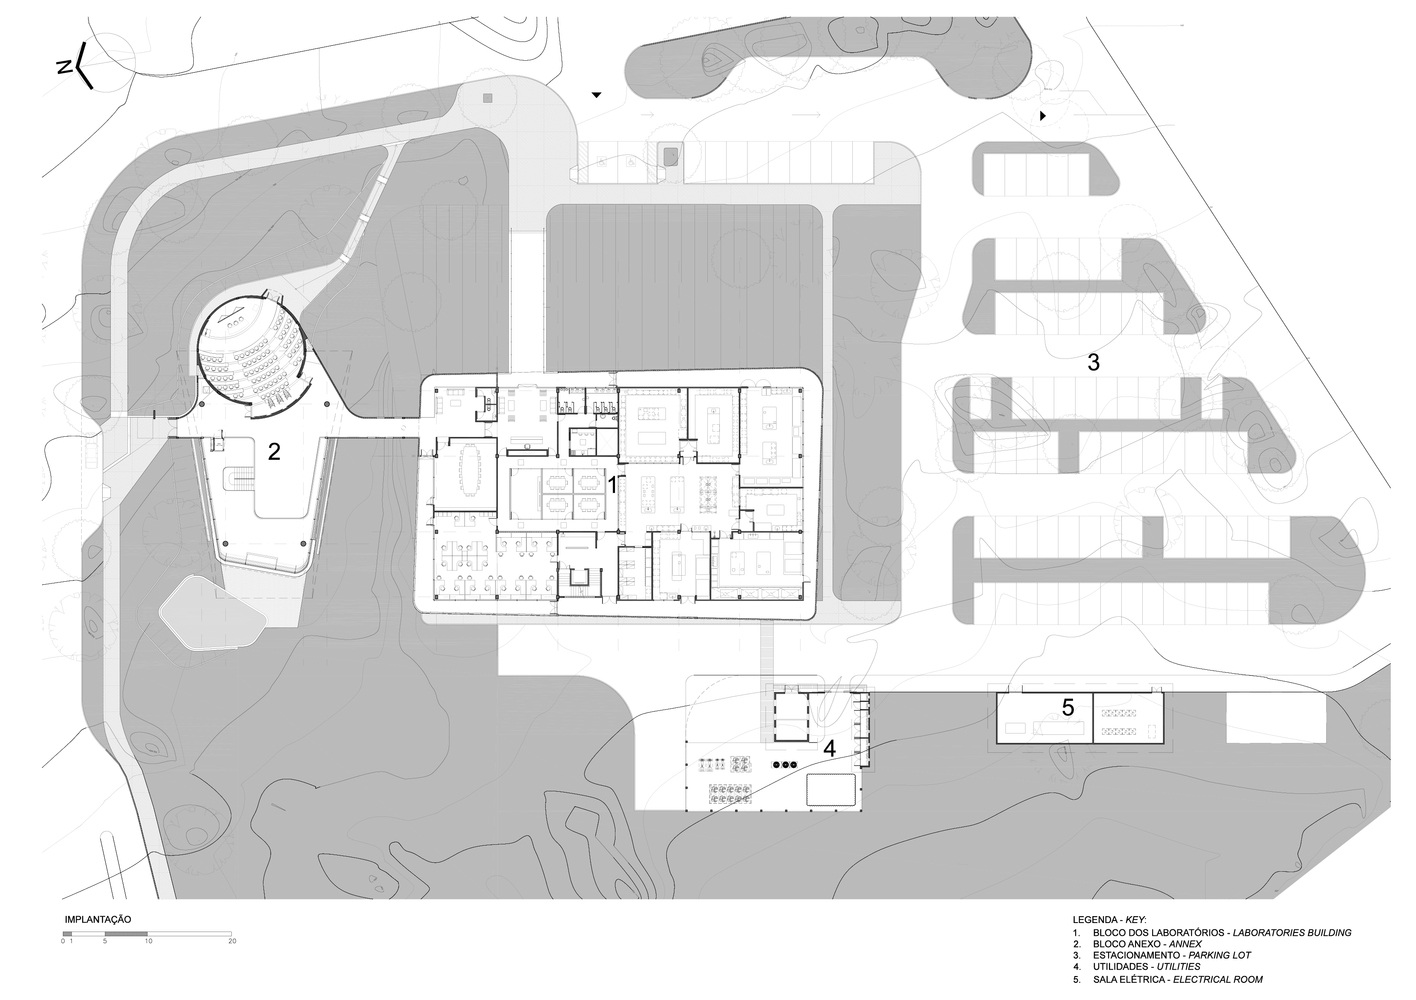 N
3
1
2
5
4
IMPLANTAÇÃO
0 1 5 10 20
LEGENDA - KEY:
1. BLOCO DOS LABORATÓRIOS - LABORATORIES BUILDING
2. BLOCO ANEXO - ANNEX
3. ESTACIONAMENTO - PARKING LOT
4. UTILIDADES - UTILITIES
5. SALA ELÉTRICA - ELECTRICAL ROOM